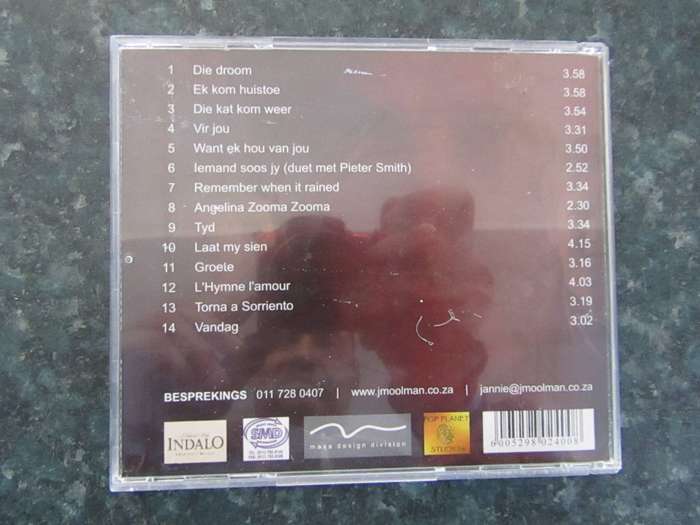 1 Die droom 3.58
2 Ek kom huistoe 3.58
3 Die kat kom weer 3.54
4 Vir jou 3.31
5 Want ek hou van jou 3.50
6 Iemand soos jy (duet met Pieter Smith) 2.52
7 Remember when it rained 3.34
8 Angelina Zooma Zooma 2.30
9 Tyd 3.34
10 Laat my sien 4.15
11 Groete 3.16
12 L'Hymne l'amour 4.03
13 Torna a Sorriento 3.19
14 Vandag 3.02
BESPREKINGS 011 728 0407 | www.jmoolman.co.za | jannie@jmoolman.co.za
INDALO
SMD
maxa design division
POP PLANET
STUDIOS
6005298024008